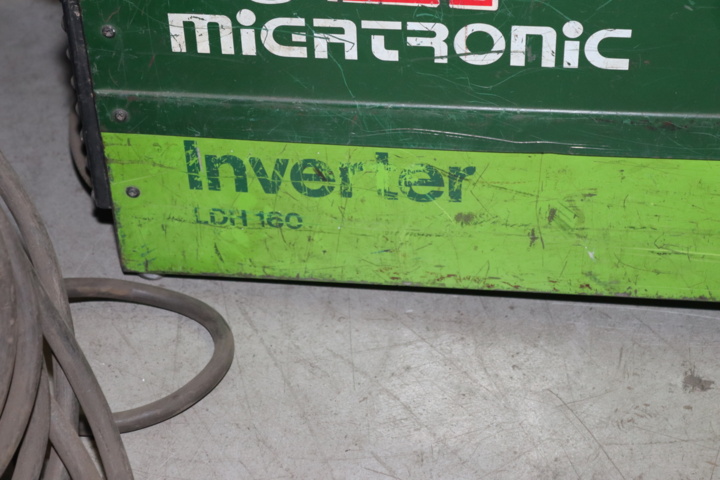 MIGATRONIC
Inverter
LDH 160